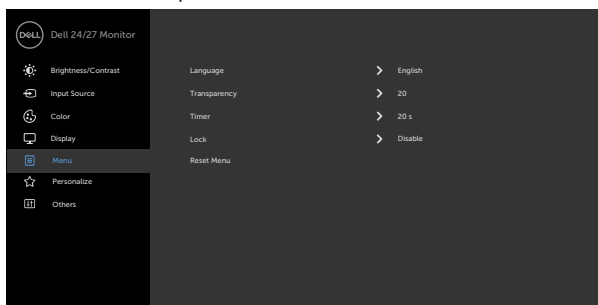 DELL Dell 24/27 Monitor
Brightness/Contrast
Input Source
Color
Display
Menu
Personalize
Others
Language English
Transparency 20
Timer 20 s
Lock Disable
Reset Menu